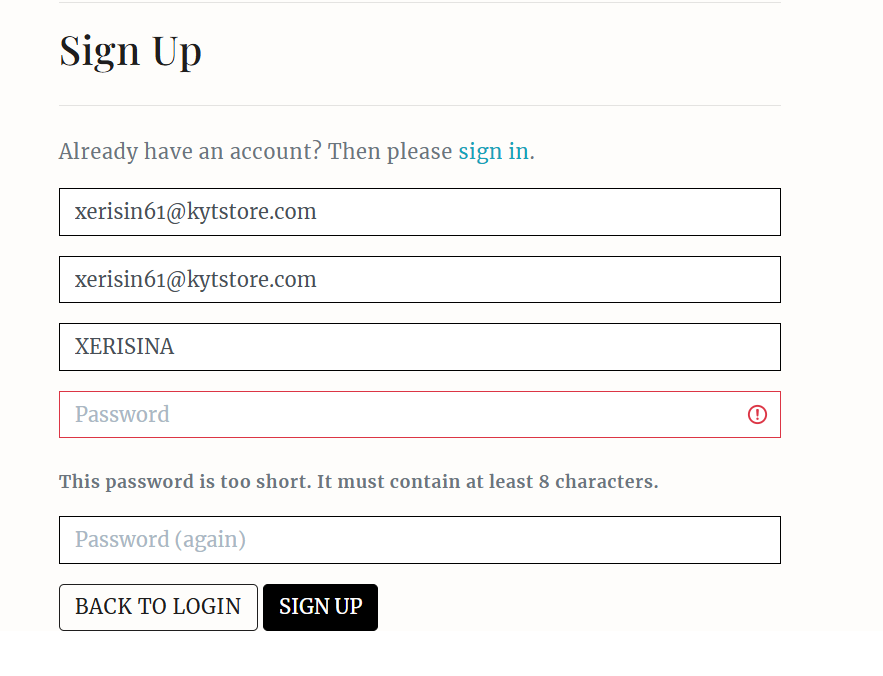 Sign Up
Already have an account? Then please sign in.
xerisin61@kytstore.com
xerisin61@kytstore.com
XERISINA
Password
This password is too short. It must contain at least 8 characters.
Password (again)
BACK TO LOGIN SIGN UP